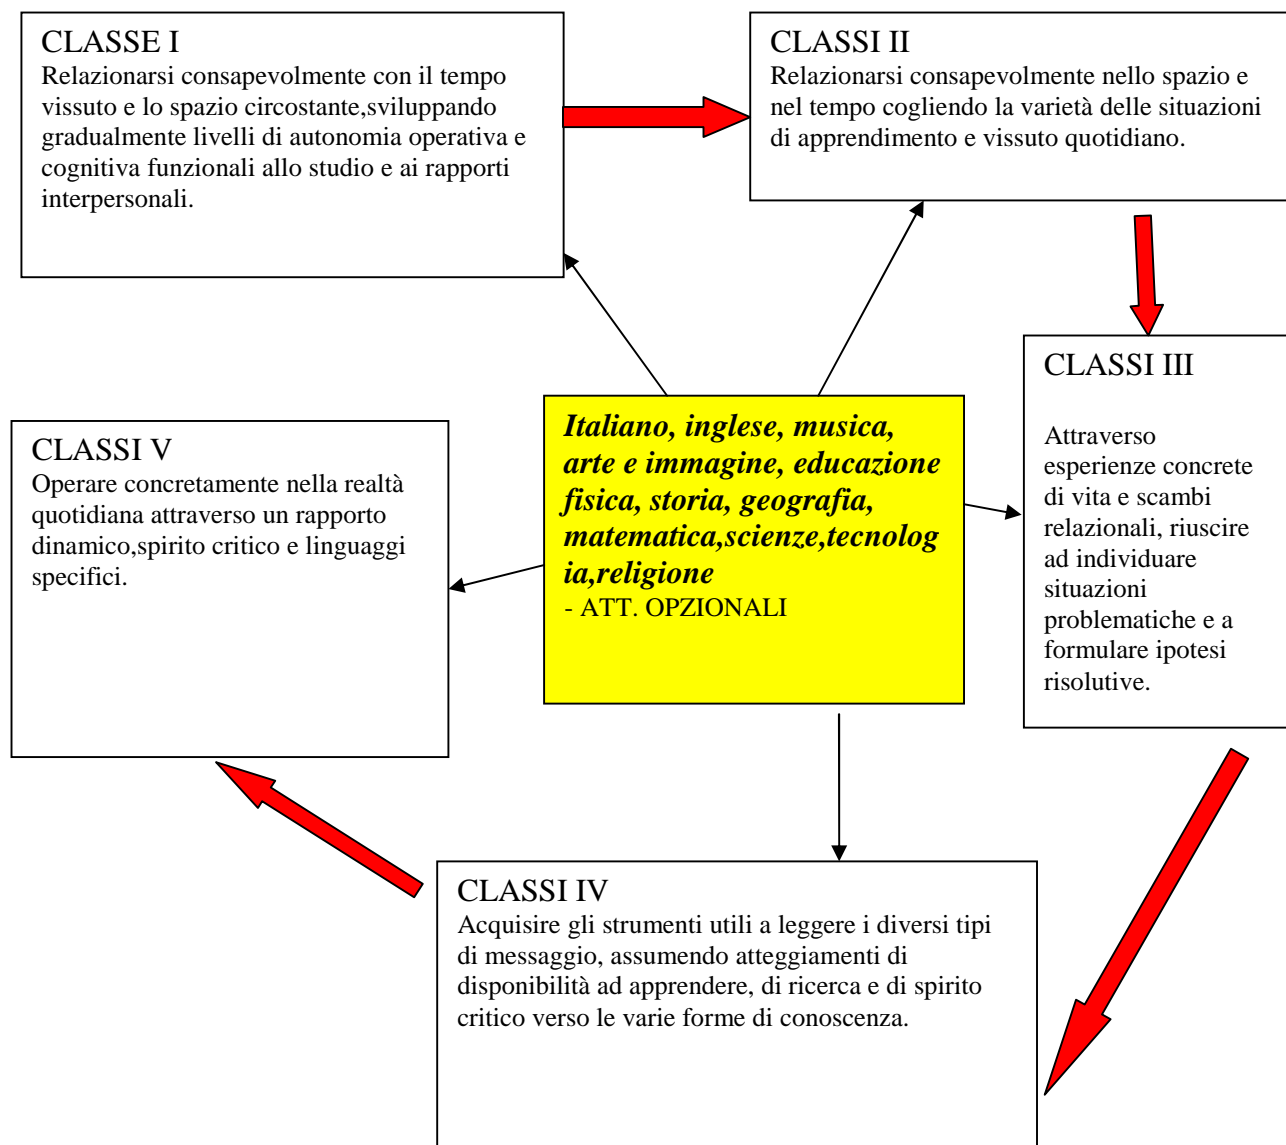 CLASSE I
Relazionarsi consapevolmente con il tempo
vissuto e lo spazio circostante,sviluppando
gradualmente livelli di autonomia operativa e
cognitiva funzionali allo studio e ai rapporti
interpersonali.
CLASSI II
Relazionarsi consapevolmente nello spazio e
nel tempo cogliendo la varietà delle situazioni
di apprendimento e vissuto quotidiano.
CLASSI III
Attraverso
esperienze concrete
di vita e scambi
relazionali, riuscire
ad individuare
situazioni
problematiche e a
formulare ipotesi
risolutive.
Italiano, inglese, musica,
arte e immagine, educazione
fisica, storia, geografia,
matematica,scienze,tecnolog
ia,religione
- ATT. OPZIONALI
CLASSI V
Operare concretamente nella realtà
quotidiana attraverso un rapporto
dinamico,spirito critico e linguaggi
specifici.
CLASSI IV
Acquisire gli strumenti utili a leggere i diversi tipi
di messaggio, assumendo atteggiamenti di
disponibilità ad apprendere, di ricerca e di spirito
critico verso le varie forme di conoscenza.